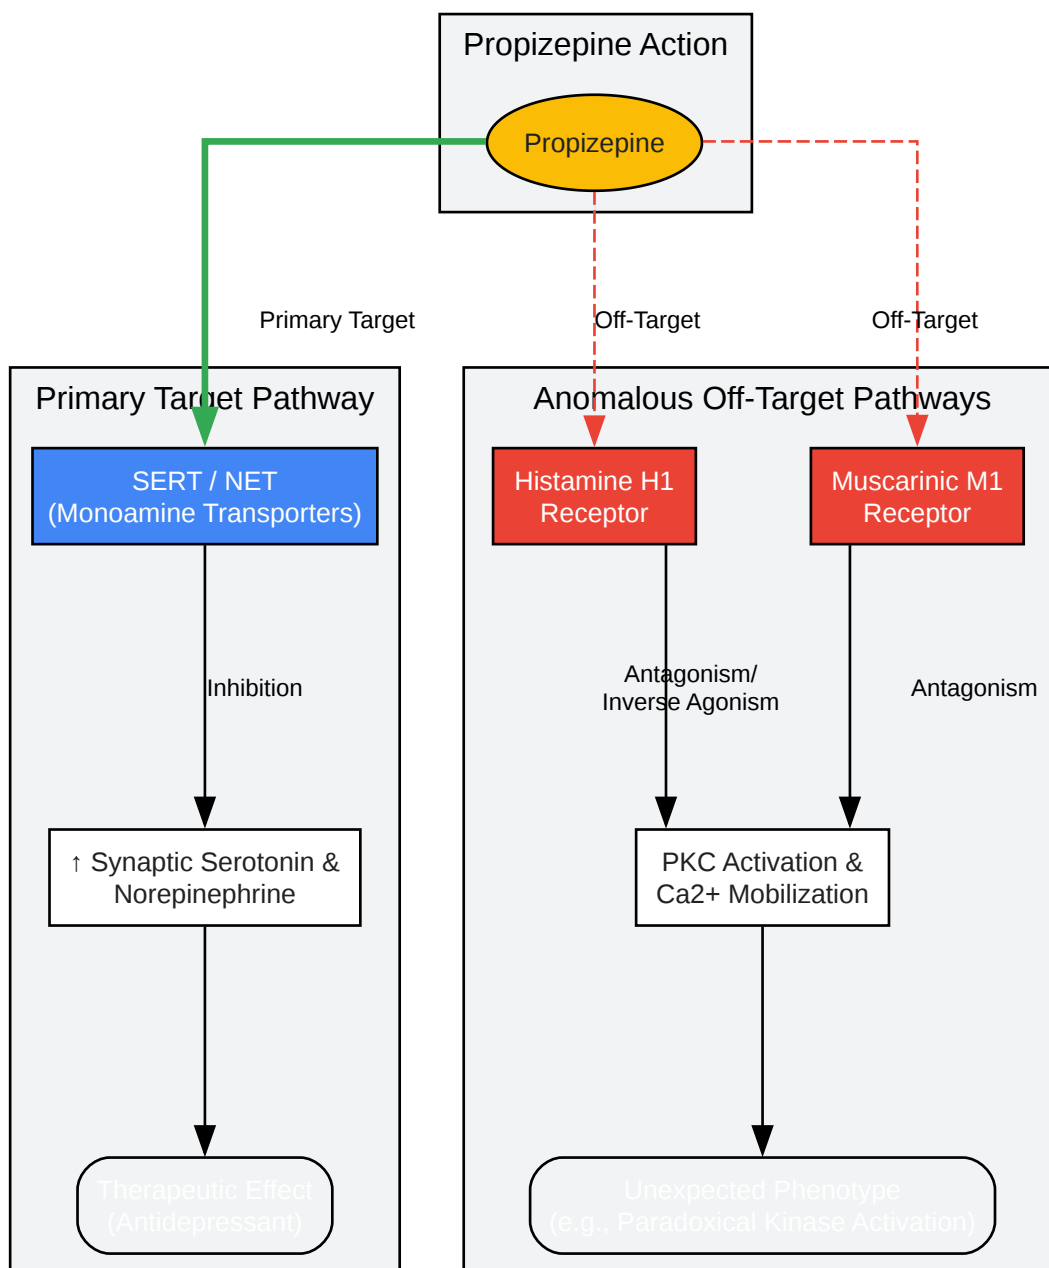 Propizepine Action
Propizepine
Primary Target
Off-Target
Off-Target
Primary Target Pathway
Anomalous Off-Target Pathways
SERT / NET
(Monoamine Transporters)
Histamine H1
Receptor
Muscarinic M1
Receptor
Inhibition
Antagonism/
Inverse Agonism
Antagonism
↑ Synaptic Serotonin &
Norepinephrine
PKC Activation &
Ca2+ Mobilization
Therapeutic Effect
(Antidepressant)
Unexpected Phenotype
(e.g., Paradoxical Kinase Activation)